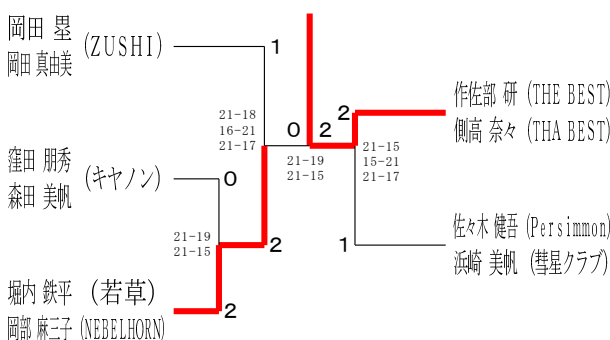 岡田 塁
岡田 真由美
(ZUSHI)
1
21-18
16-21
21-17
窪田 朋秀
森田 美帆
(キヤノン)
0
21-19
21-15
2
堀内 鉄平 (若草)
岡部 麻三子 (NEBELHORN)
2
0
2
21-19
21-15
作佐部 研 (THE BEST)
側高 奈々 (THA BEST)
2
21-15
15-21
21-17
佐々木 健吾 (Persimmon)
浜崎 美帆 (彗星クラブ)
1